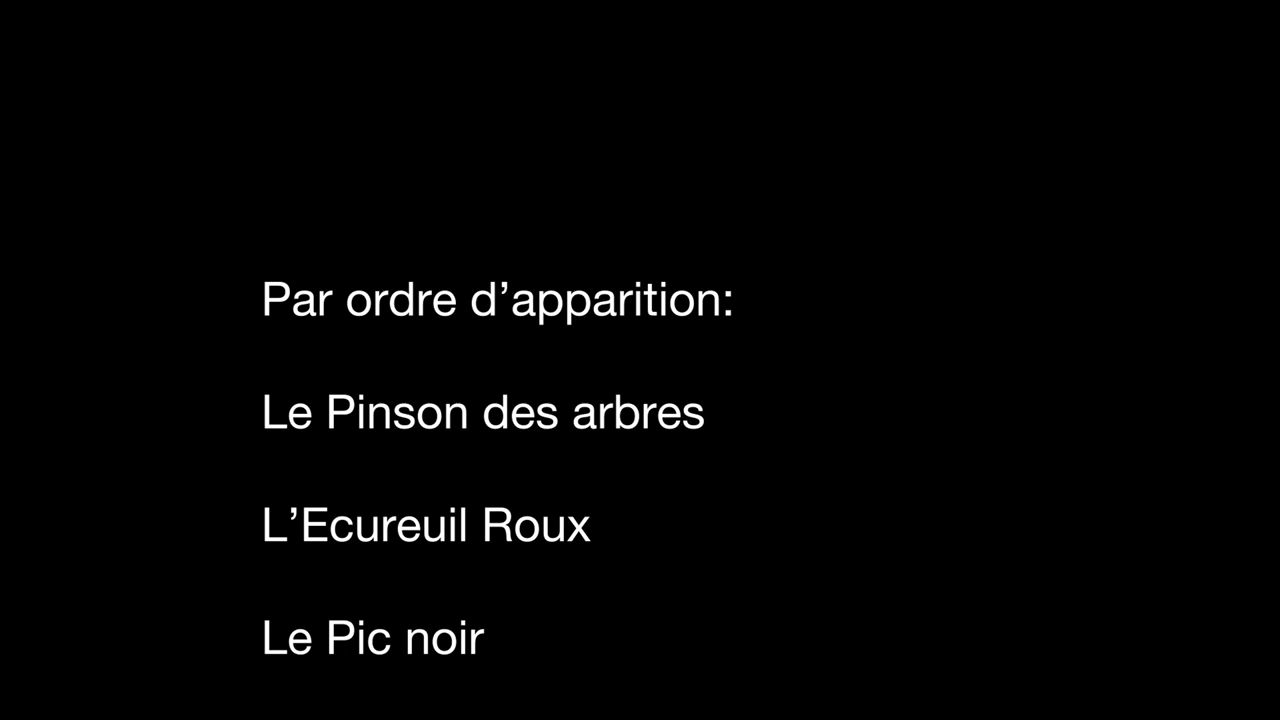 Par ordre d’apparition:
Le Pinson des arbres
L’Ecureuil Roux
Le Pic noir